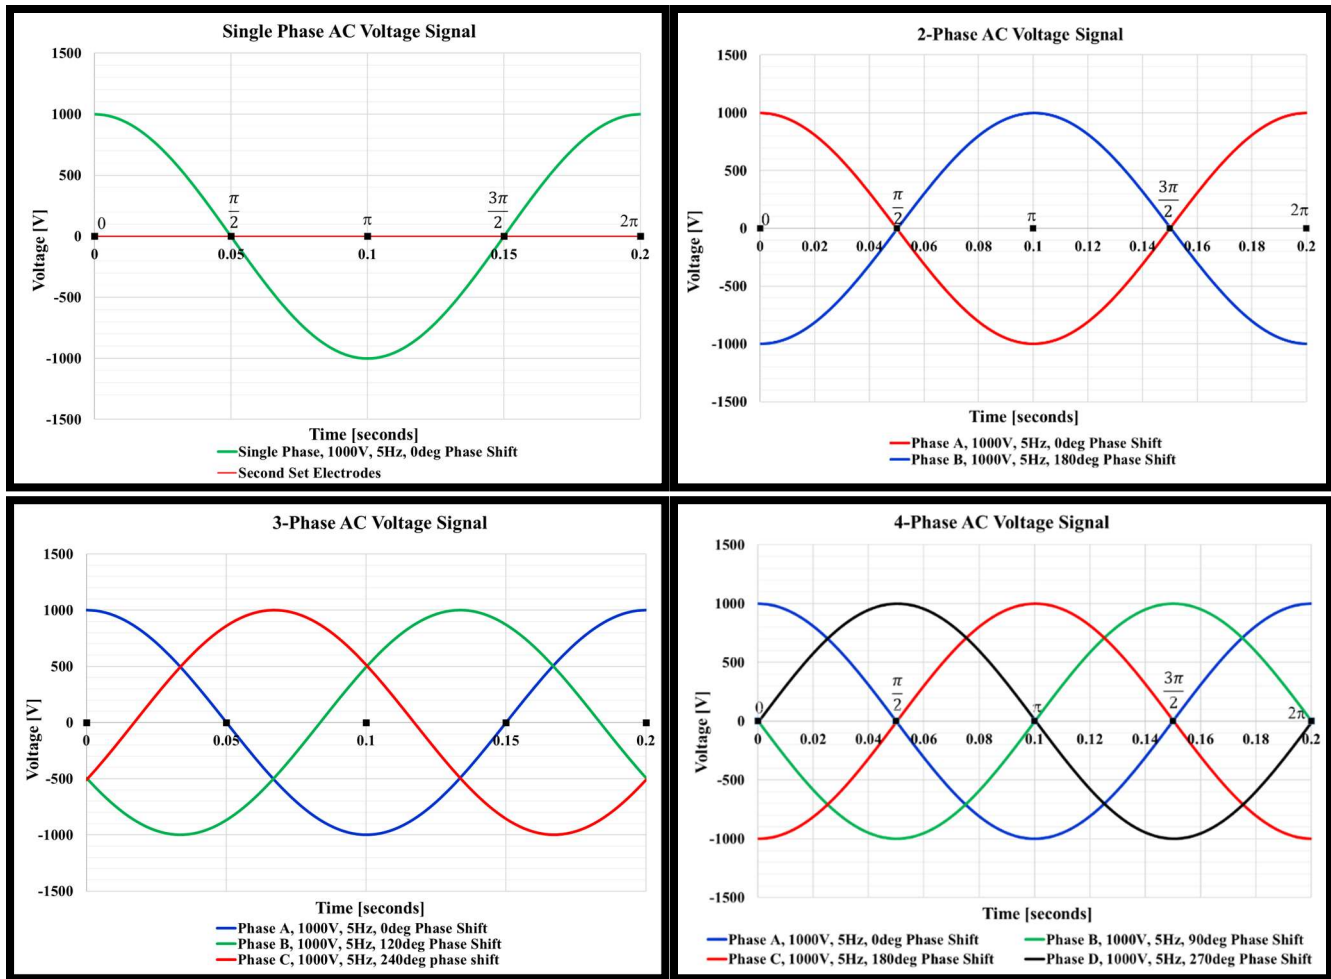 Single Phase AC Voltage Signal
1500
1000
500
0
-500
-1000
-1500
Voltage [V]
0
π/2
π
3π/2
2π
0 0.05 0.1 0.15 0.2
Time [seconds]
Single Phase, 1000V, 5Hz, 0deg Phase Shift
Second Set Electrodes
2-Phase AC Voltage Signal
1500
1000
500
0
-500
-1000
-1500
Voltage [V]
0
π/2
π
3π/2
2π
0 0.02 0.04 0.06 0.08 0.1 0.12 0.14 0.16 0.18 0.2
Time [seconds]
Phase A, 1000V, 5Hz, 0deg Phase Shift
Phase B, 1000V, 5Hz, 180deg Phase Shift
3-Phase AC Voltage Signal
1500
1000
500
0
-500
-1000
-1500
Voltage [V]
0 0.05 0.1 0.15 0.2
Time [seconds]
Phase A, 1000V, 5Hz, 0deg Phase Shift
Phase B, 1000V, 5Hz, 120deg Phase Shift
Phase C, 1000V, 5Hz, 240deg phase shift
4-Phase AC Voltage Signal
1500
1000
500
0
-500
-1000
-1500
Voltage [V]
0
π/2
π
3π/2
2π
0 0.02 0.04 0.06 0.08 0.1 0.12 0.14 0.16 0.18 0.2
Time [seconds]
Phase A, 1000V, 5Hz, 0deg Phase Shift Phase B, 1000V, 5Hz, 90deg Phase Shift
Phase C, 1000V, 5Hz, 180deg Phase Shift Phase D, 1000V, 5Hz, 270deg Phase Shift